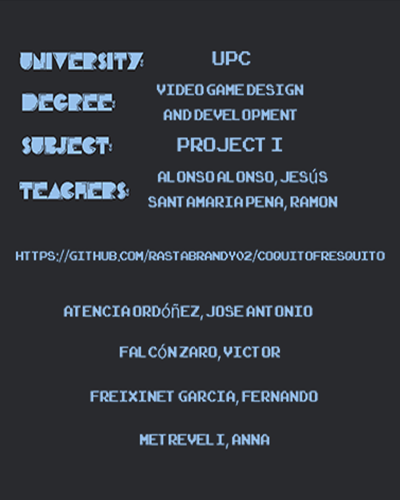 UNIVERSITY: UPC
DEGREE: VIDEO GAME DESIGN
AND DEVELOPMENT
SUBJECT: PROJECT I
TEACHERS: ALONSO ALONSO, JESÚS
SANTAMARIA PENA, RAMON
HTTPS://GITHUB.COM/RASTABRANDY02/COQUITOFRESQUITO
ATENCIA ORDÓÑEZ, JOSE ANTONIO
FALCÓN ZARO, VICTOR
FREIXINET GARCIA, FERNANDO
METREVELI, ANNA